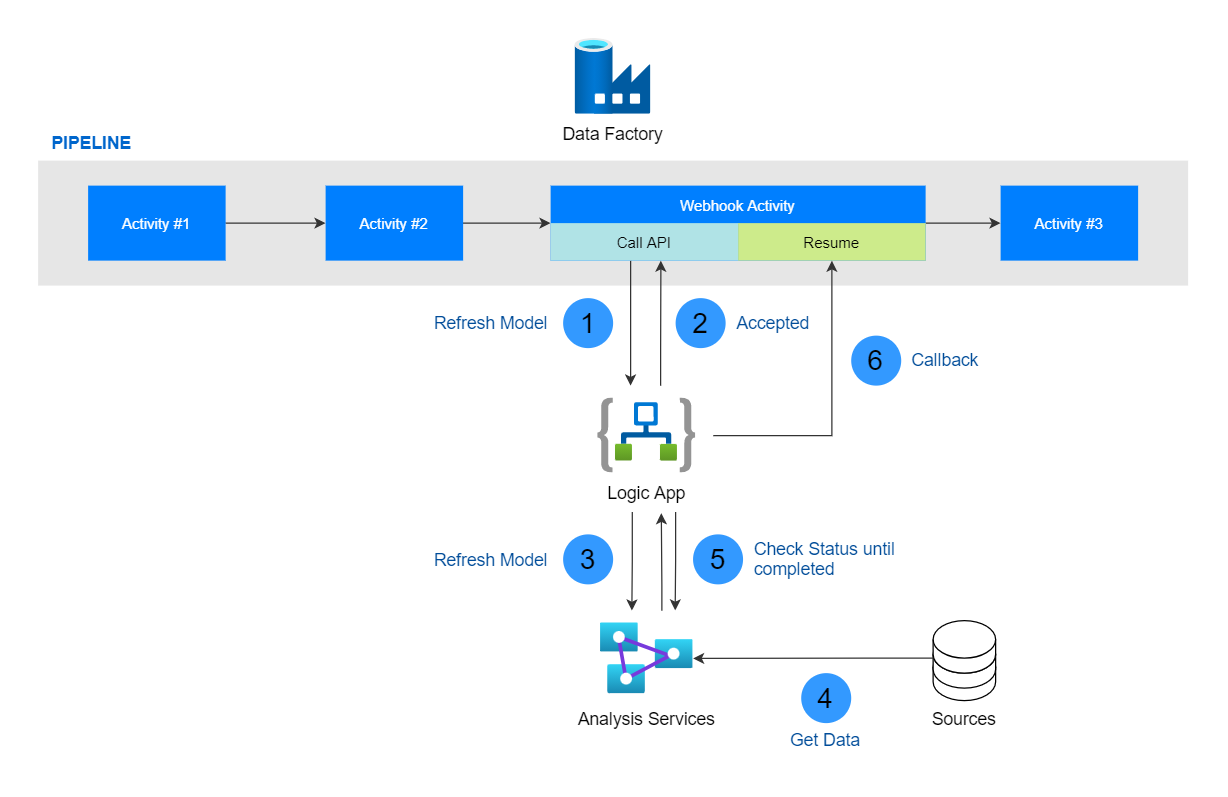 Data Factory
PIPELINE
Activity #1
Activity #2
Webhook Activity
Call API
Resume
Activity #3
Refresh Model
1
2
Accepted
6
Callback
Logic App
Refresh Model
3
5
Check Status until
completed
4
Get Data
Analysis Services
Sources